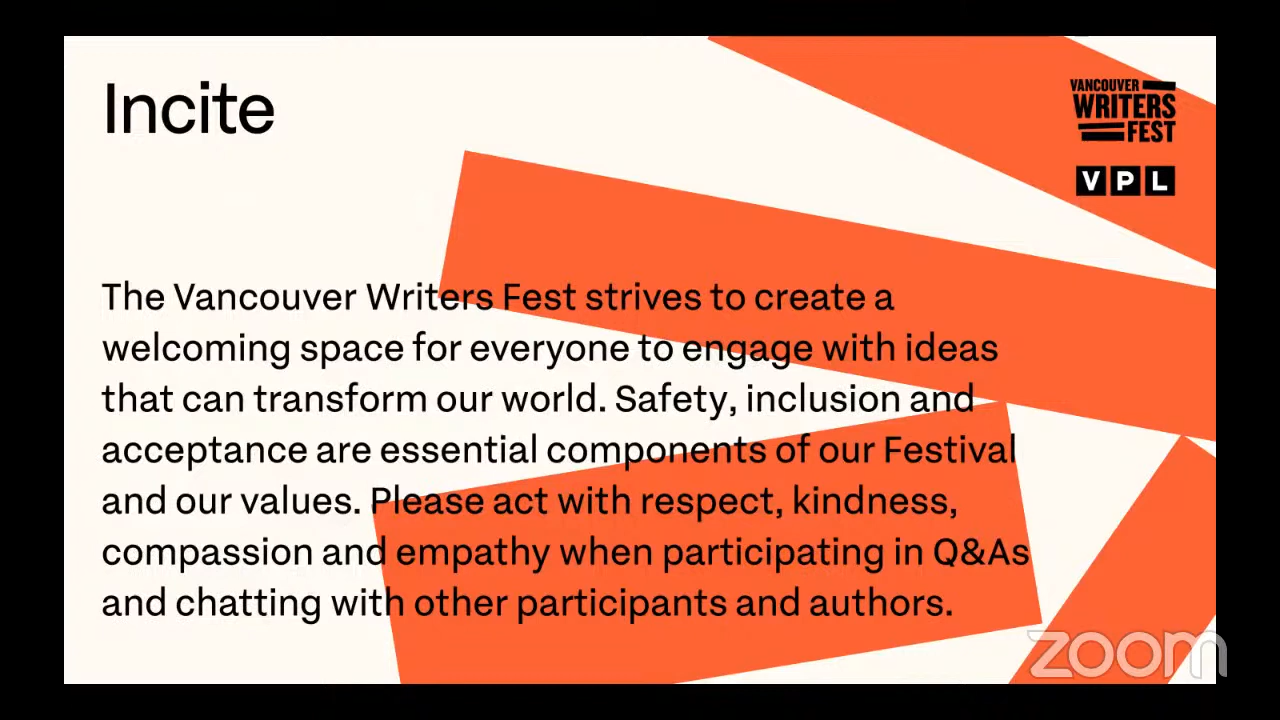 Incite
VANCOUVER
WRITERS
FEST
VPL
The Vancouver Writers Fest strives to create a
welcoming space for everyone to engage with ideas
that can transform our world. Safety, inclusion and
acceptance are essential components of our Festival
and our values. Please act with respect, kindness,
compassion and empathy when participating in Q&As
and chatting with other participants and authors.
zoom